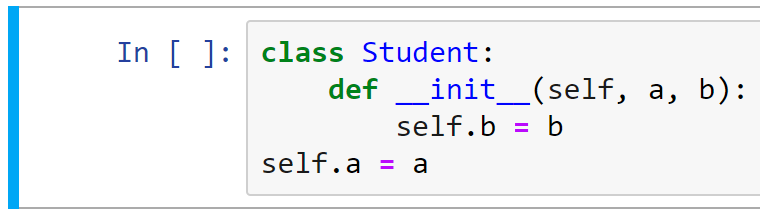 In [ ]: class Student:
    def __init__(self, a, b):
        self.b = b
self.a = a